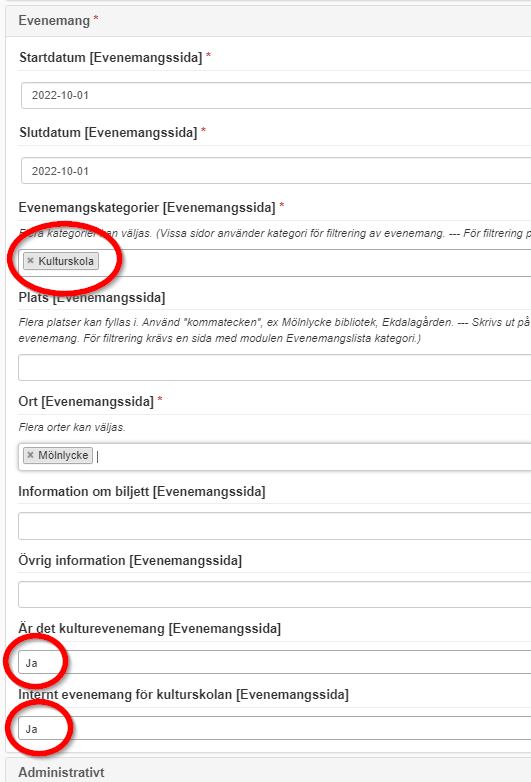 Evenemang *
Startdatum [Evenemangssida] *
2022-10-01
Slutdatum [Evenemangssida] *
2022-10-01
Evenemangskategorier [Evenemangssida] *
Flera kategorier kan väljas. (Vissa sidor använder kategori för filtrering av evenemang. --- För filtrering p
× Kulturskola
Plats [Evenemangssida]
Flera platser kan fyllas i. Använd "kommatecken", ex Mölnlycke bibliotek, Ekdalagården. --- Skrivs ut på
evenemang. För filtrering krävs en sida med modulen Evenemangslista kategori.)
Ort [Evenemangssida] *
Flera orter kan väljas.
× Mölnlycke
Information om biljett [Evenemangssida]
Övrig information [Evenemangssida]
Är det kulturevenemang [Evenemangssida]
Ja
Internt evenemang för kulturskolan [Evenemangssida]
Ja
Administrativt